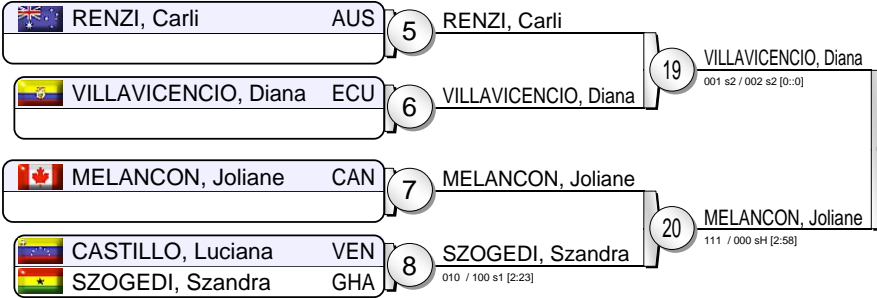 RENZI, Carli AUS
5
RENZI, Carli
VILLAVICENCIO, Diana ECU
6
VILLAVICENCIO, Diana
19
VILLAVICENCIO, Diana
001 s2 / 002 s2 [0::0]
MELANCON, Joliane CAN
7
MELANCON, Joliane
CASTILLO, Luciana VEN
SZOGEDI, Szandra GHA
8
SZOGEDI, Szandra
010 / 100 s1 [2:23]
20
MELANCON, Joliane
111 / 000 sH [2:58]